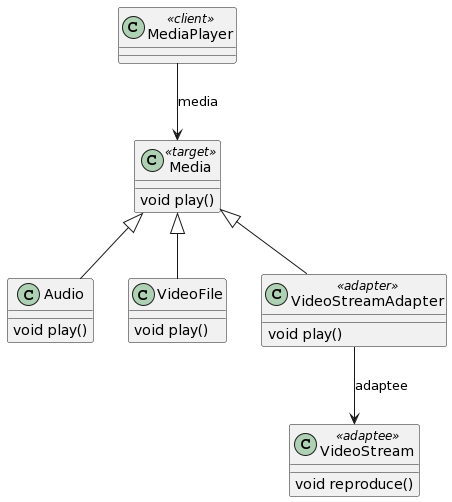 C «client»
MediaPlayer
media
C «target»
Media
void play()
C Audio
void play()
C VideoFile
void play()
C «adapter»
VideoStreamAdapter
void play()
adaptee
C «adaptee»
VideoStream
void reproduce()